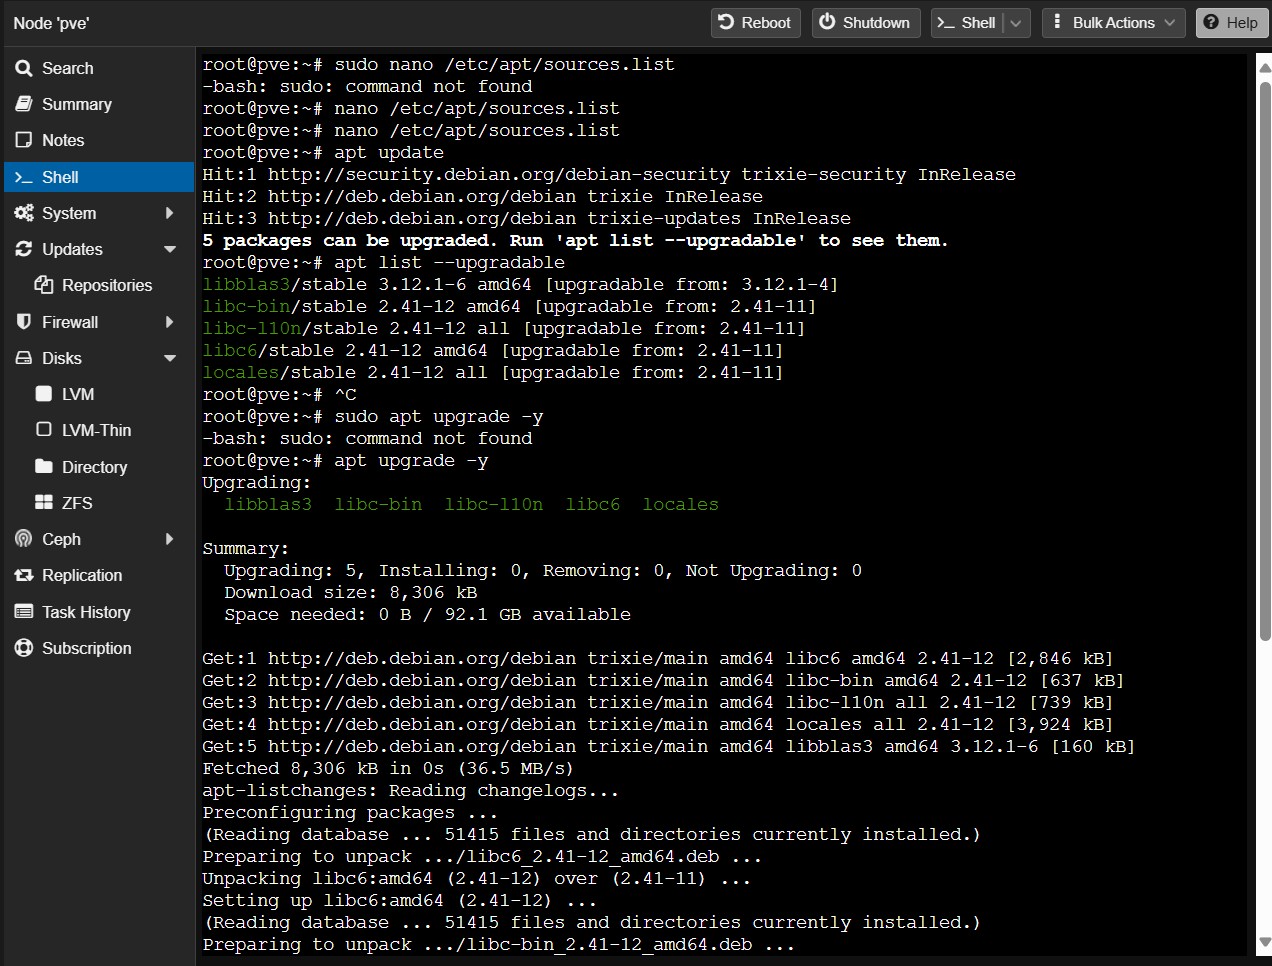 Node 'pve'
Reboot
Shutdown
>_ Shell
Bulk Actions
? Help
Search
Summary
Notes
>_ Shell
System
Updates
Repositories
Firewall
Disks
LVM
LVM-Thin
Directory
ZFS
Ceph
Replication
Task History
Subscription
root@pve:~# sudo nano /etc/apt/sources.list
-bash: sudo: command not found
root@pve:~# nano /etc/apt/sources.list
root@pve:~# nano /etc/apt/sources.list
root@pve:~# apt update
Hit:1 http://security.debian.org/debian-security trixie-security InRelease
Hit:2 http://deb.debian.org/debian trixie InRelease
Hit:3 http://deb.debian.org/debian trixie-updates InRelease
5 packages can be upgraded. Run 'apt list --upgradable' to see them.
root@pve:~# apt list --upgradable
libblas3/stable 3.12.1-6 amd64 [upgradable from: 3.12.1-4]
libc-bin/stable 2.41-12 amd64 [upgradable from: 2.41-11]
libc-l10n/stable 2.41-12 all [upgradable from: 2.41-11]
libc6/stable 2.41-12 amd64 [upgradable from: 2.41-11]
locales/stable 2.41-12 all [upgradable from: 2.41-11]
root@pve:~# ^C
root@pve:~# sudo apt upgrade -y
-bash: sudo: command not found
root@pve:~# apt upgrade -y
Upgrading:
  libblas3  libc-bin  libc-l10n  libc6  locales

Summary:
  Upgrading: 5, Installing: 0, Removing: 0, Not Upgrading: 0
  Download size: 8,306 kB
  Space needed: 0 B / 92.1 GB available

Get:1 http://deb.debian.org/debian trixie/main amd64 libc6 amd64 2.41-12 [2,846 kB]
Get:2 http://deb.debian.org/debian trixie/main amd64 libc-bin amd64 2.41-12 [637 kB]
Get:3 http://deb.debian.org/debian trixie/main amd64 libc-l10n all 2.41-12 [739 kB]
Get:4 http://deb.debian.org/debian trixie/main amd64 locales all 2.41-12 [3,924 kB]
Get:5 http://deb.debian.org/debian trixie/main amd64 libblas3 amd64 3.12.1-6 [160 kB]
Fetched 8,306 kB in 0s (36.5 MB/s)
apt-listchanges: Reading changelogs...
Preconfiguring packages ...
(Reading database ... 51415 files and directories currently installed.)
Preparing to unpack .../libc6_2.41-12_amd64.deb ...
Unpacking libc6:amd64 (2.41-12) over (2.41-11) ...
Setting up libc6:amd64 (2.41-12) ...
(Reading database ... 51415 files and directories currently installed.)
Preparing to unpack .../libc-bin_2.41-12_amd64.deb ...